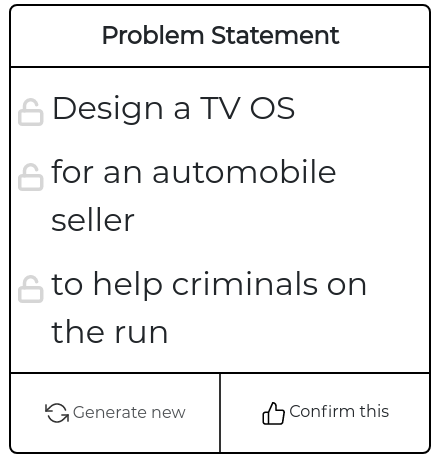 Problem Statement
Design a TV OS
for an automobile
seller
to help criminals on
the run
Generate new
Confirm this